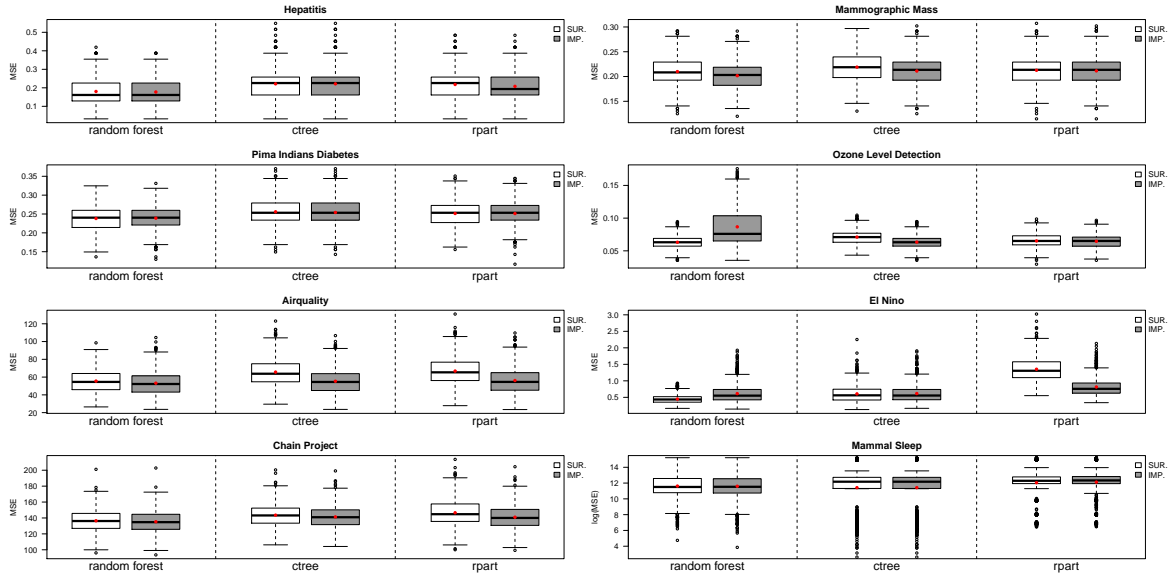 Hepatitis
MSE
0.5
0.4
0.3
0.2
0.1
SUR.
IMP.
random forest ctree rpart
Mammographic Mass
MSE
0.30
0.25
0.20
0.15
SUR.
IMP.
random forest ctree rpart
Pima Indians Diabetes
MSE
0.35
0.30
0.25
0.20
0.15
SUR.
IMP.
random forest ctree rpart
Ozone Level Detection
MSE
0.15
0.10
0.05
SUR.
IMP.
random forest ctree rpart
Airquality
MSE
120
100
80
60
40
20
SUR.
IMP.
random forest ctree rpart
El Nino
MSE
3.0
2.5
2.0
1.5
1.0
0.5
SUR.
IMP.
random forest ctree rpart
Chain Project
MSE
200
180
160
140
120
100
SUR.
IMP.
random forest ctree rpart
Mammal Sleep
log(MSE)
14
12
10
8
6
4
SUR.
IMP.
random forest ctree rpart